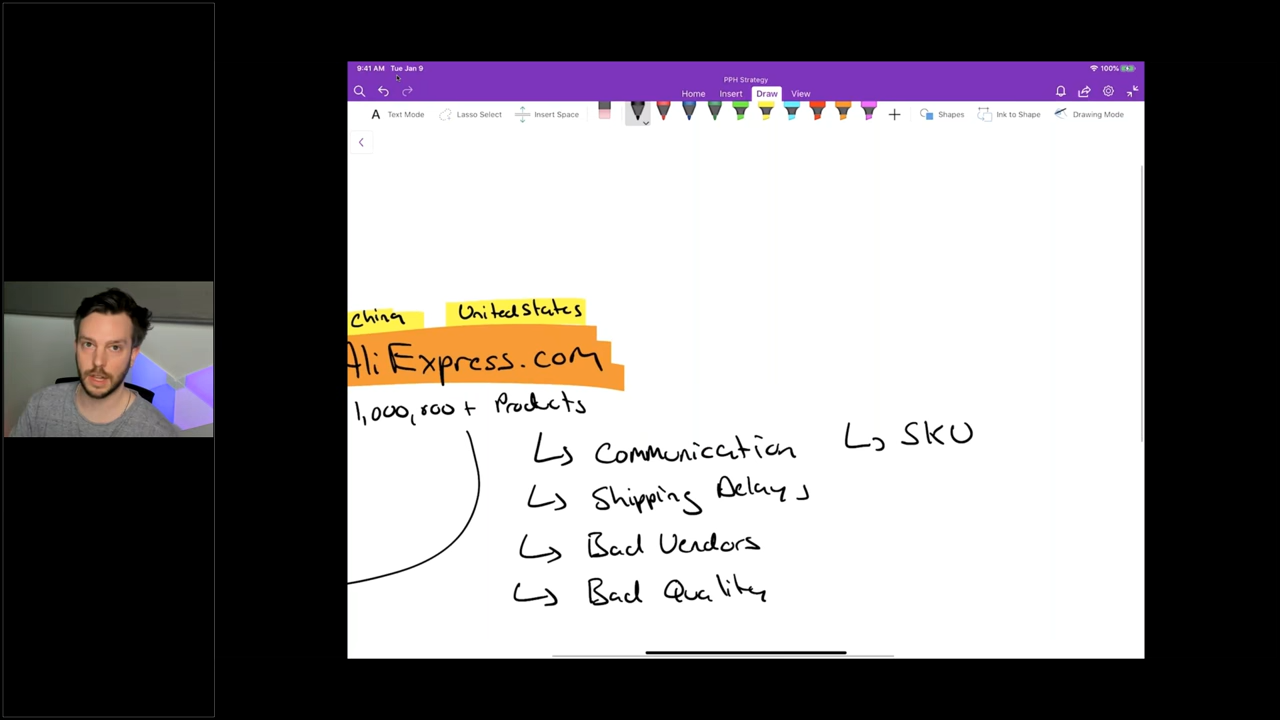 9:41 AM Tue Jan 9
100%
PPH Strategy
Home Insert Draw View
A Text Mode Lasso Select Insert Space Shapes Ink to Shape Drawing Mode
China United States
AliExpress.com
1,000,000+ Products
↳ Communication ↳ SKU
↳ Shipping Delays
↳ Bad Vendors
↳ Bad Quality